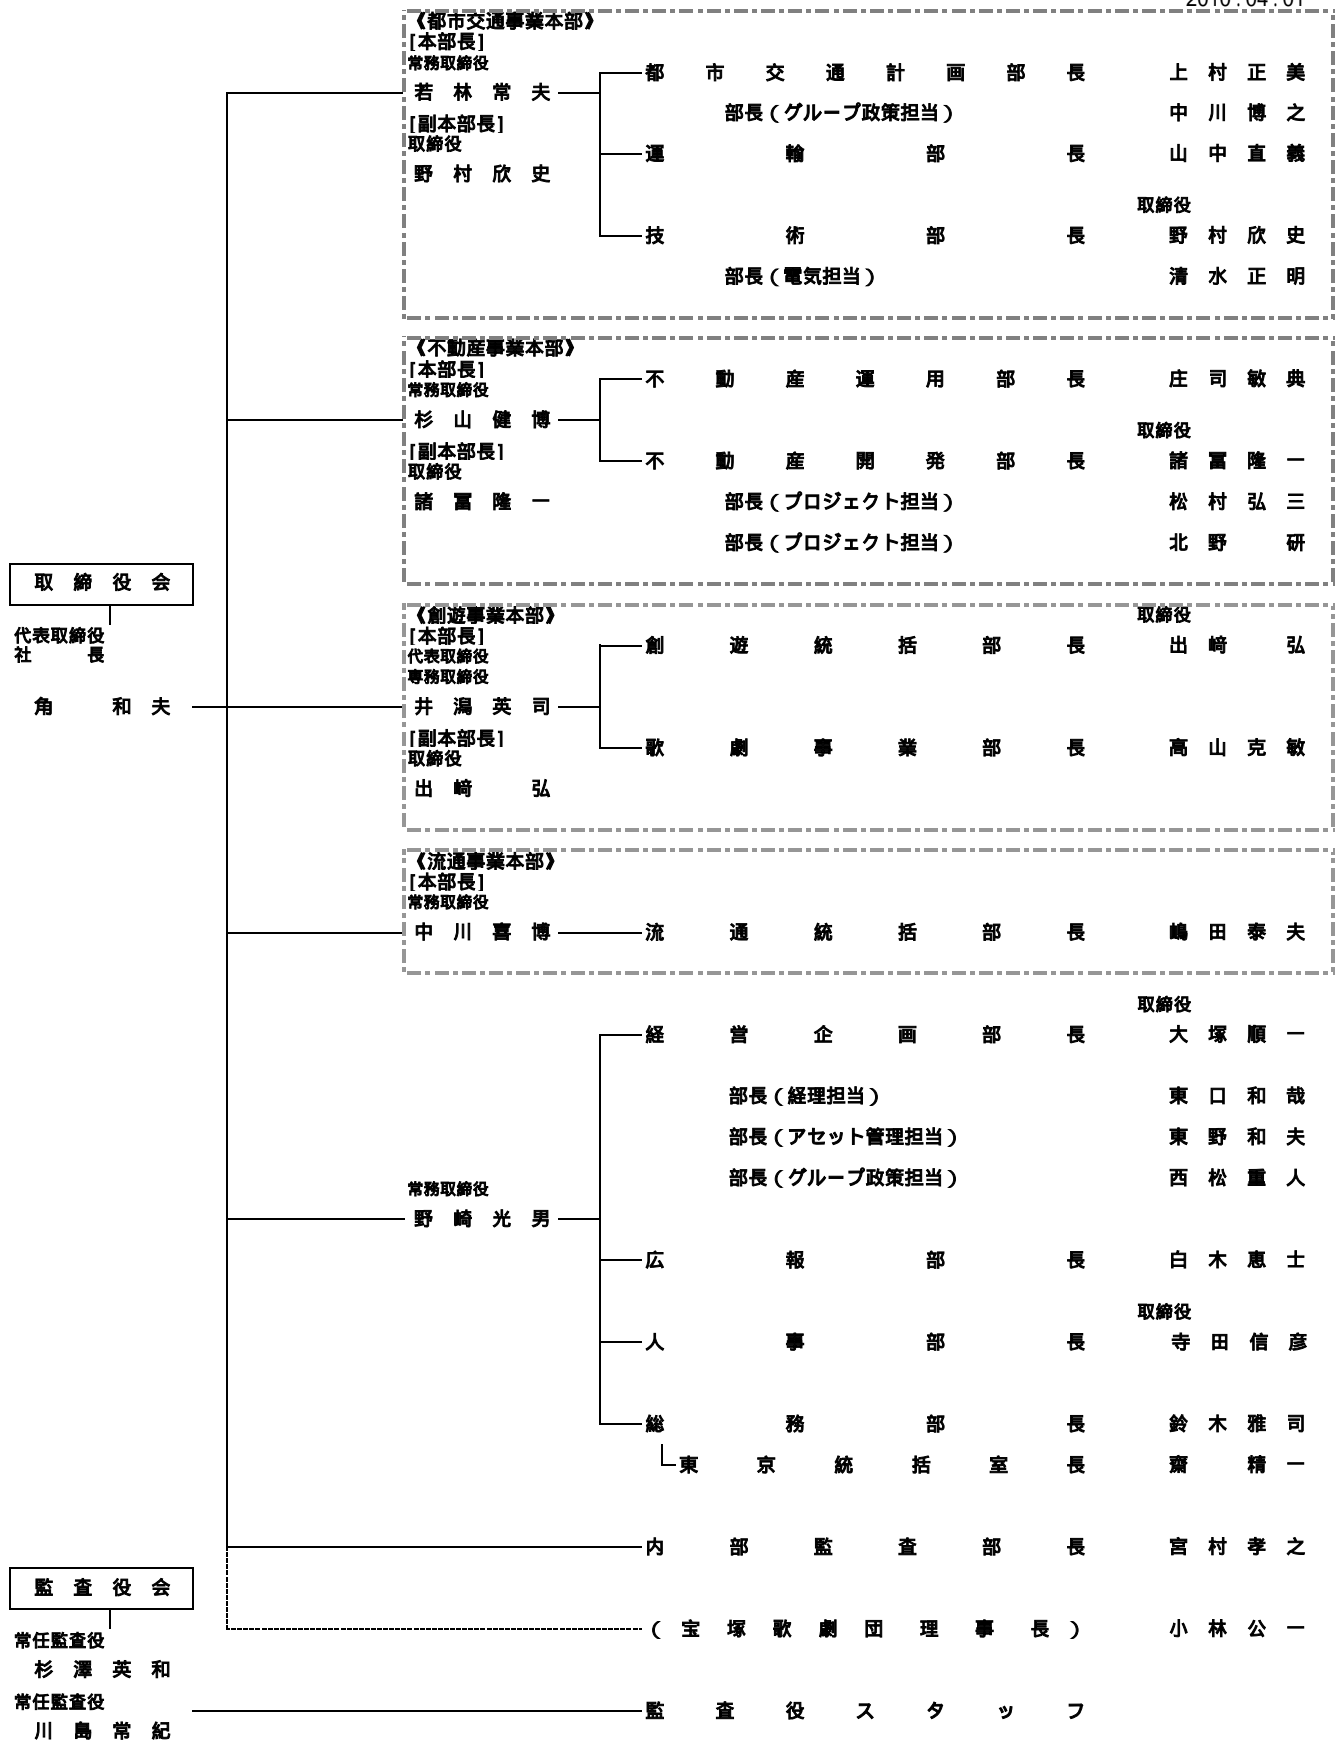 2010.04.01
《都市交通事業本部》
[本部長]
常務取締役
若林常夫
[副本部長]
取締役
野村欣史
都市交通計画部長 上村正美
部長(グループ政策担当) 中川博之
運輸部長 山中直義
取締役
技術部長 野村欣史
部長(電気担当) 清水正明
《不動産事業本部》
[本部長]
常務取締役
杉山健博
[副本部長]
取締役
諸冨隆一
不動産運用部長 庄司敏典
取締役
不動産開発部長 諸冨隆一
部長(プロジェクト担当) 松村弘三
部長(プロジェクト担当) 北野 研
取締役会
代表取締役
社長
角 和夫
《創遊事業本部》
[本部長]
代表取締役
専務取締役
井潟英司
[副本部長]
取締役
出﨑 弘
取締役
創遊統括部長 出﨑 弘
歌劇事業部長 髙山克敏
《流通事業本部》
[本部長]
常務取締役
中川喜博
流通統括部長 嶋田泰夫
常務取締役
野崎光男
取締役
経営企画部長 大塚順一
部長(経理担当) 東口和哉
部長(アセット管理担当) 東野和夫
部長(グループ政策担当) 西松重人
広報部長 白木恵士
取締役
人事部長 寺田信彦
総務部長 鈴木雅司
東京統括室長 齋 精一
内部監査部長 宮村孝之
(宝塚歌劇団理事長) 小林公一
監査役会
常任監査役
杉澤英和
常任監査役
川島常紀
監査役スタッフ